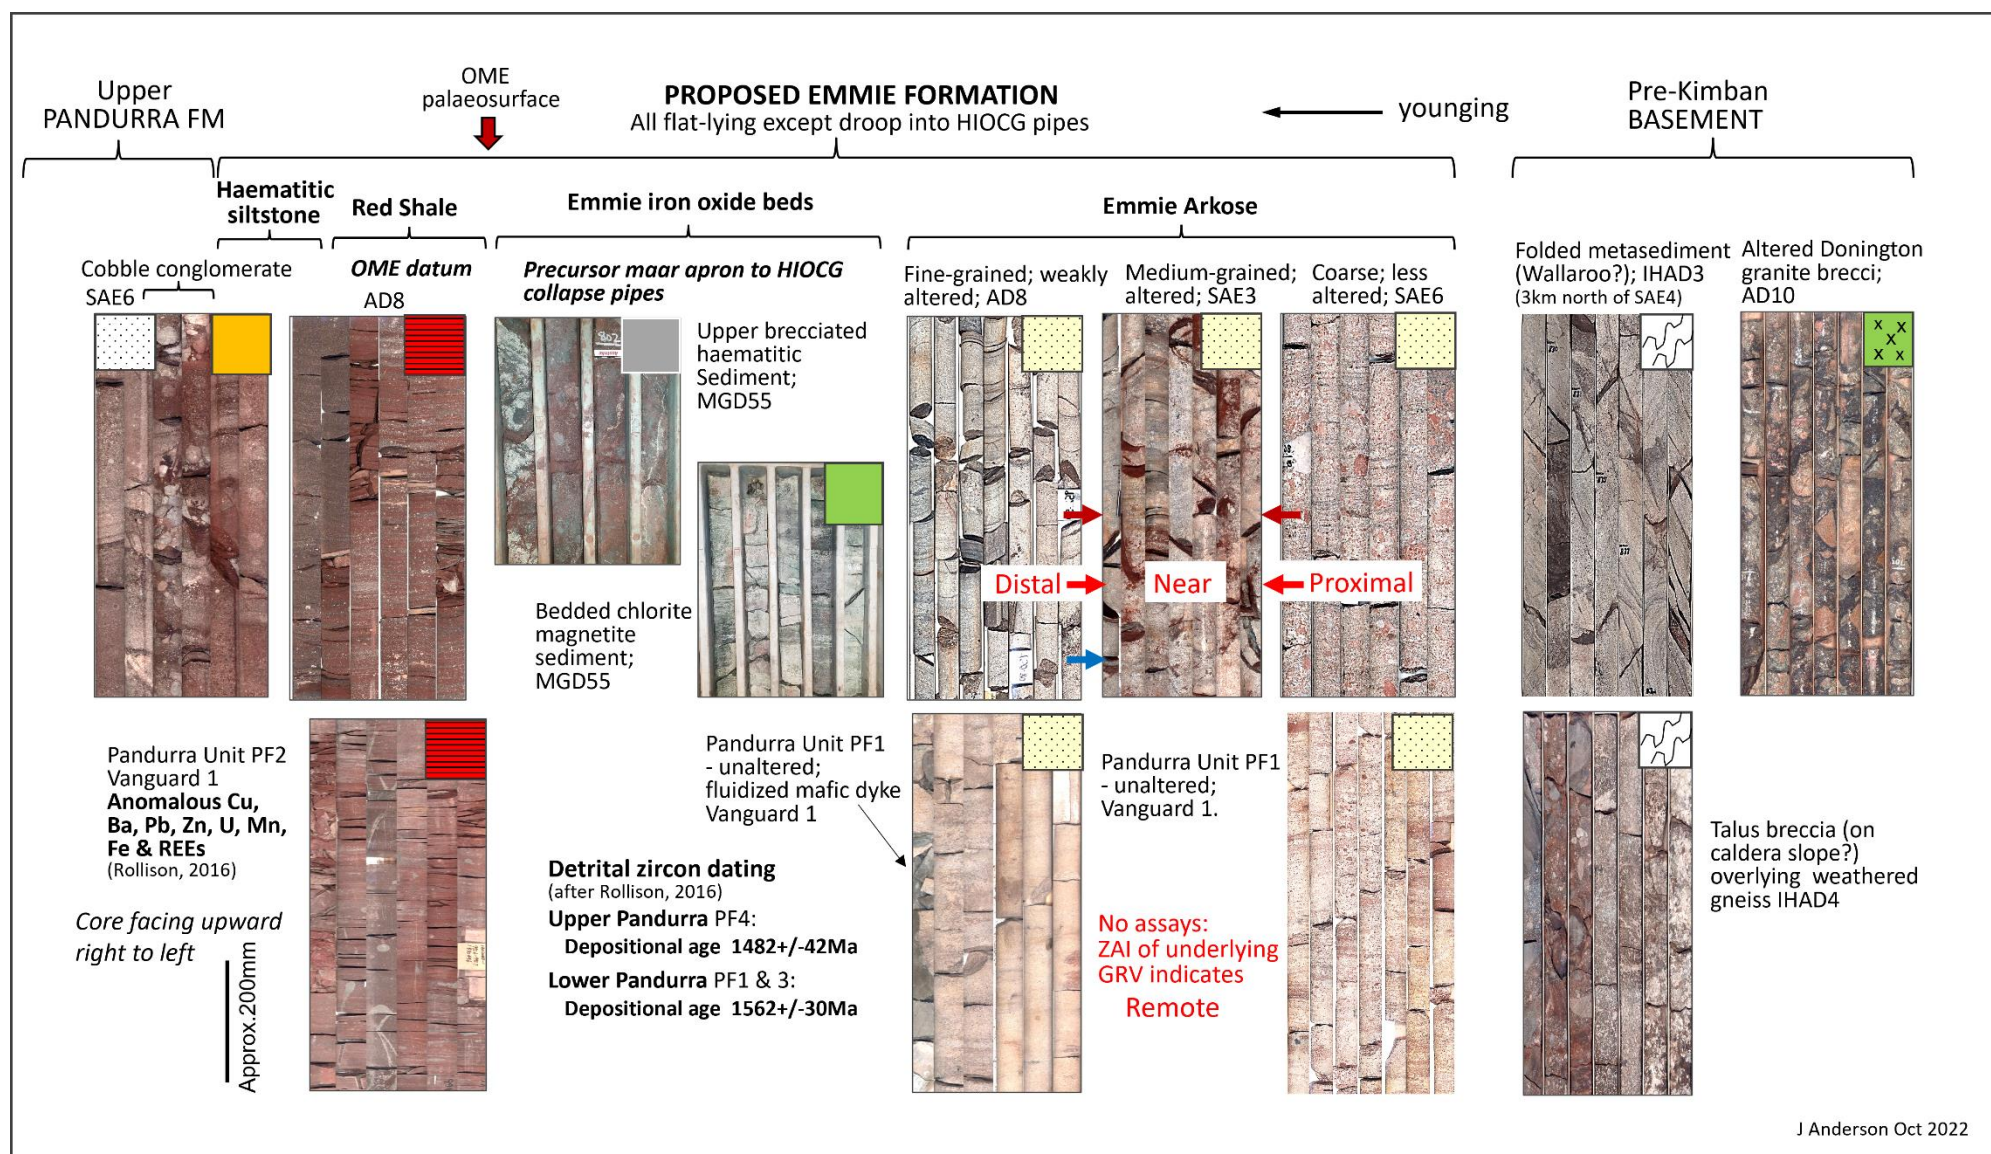 Upper
PANDURRA FM
OME
palaeosurface
PROPOSED EMMIE FORMATION
All flat-lying except droop into HIOCG pipes
younging
Pre-Kimban
BASEMENT
Haematitic
siltstone
Red Shale
Emmie iron oxide beds
Emmie Arkose
Cobble conglomerate
SAE6
OME datum
AD8
Precursor maar apron to HIOCG
collapse pipes
Fine-grained; weakly
altered; AD8
Medium-grained;
altered; SAE3
Coarse; less
altered; SAE6
Folded metasediment
(Wallaroo?); IHAD3
(3km north of SAE4)
Altered Donington
granite brecci;
AD10
x x
x
x x
Upper brecciated
haematitic
Sediment;
MGD55
Bedded chlorite
magnetite
sediment;
MGD55
Distal
Near
Proximal
Pandurra Unit PF2
Vanguard 1
Anomalous Cu,
Ba, Pb, Zn, U, Mn,
Fe & REEs
(Rollison, 2016)
Core facing upward
right to left
Approx.200mm
Pandurra Unit PF1
- unaltered;
fluidized mafic dyke
Vanguard 1
Detrital zircon dating
(after Rollison, 2016)
Upper Pandurra PF4:
Depositional age 1482+/-42Ma
Lower Pandurra PF1 & 3:
Depositional age 1562+/-30Ma
Pandurra Unit PF1
- unaltered;
Vanguard 1.
No assays:
ZAI of underlying
GRV indicates
Remote
Talus breccia (on
caldera slope?)
overlying weathered
gneiss IHAD4
J Anderson Oct 2022